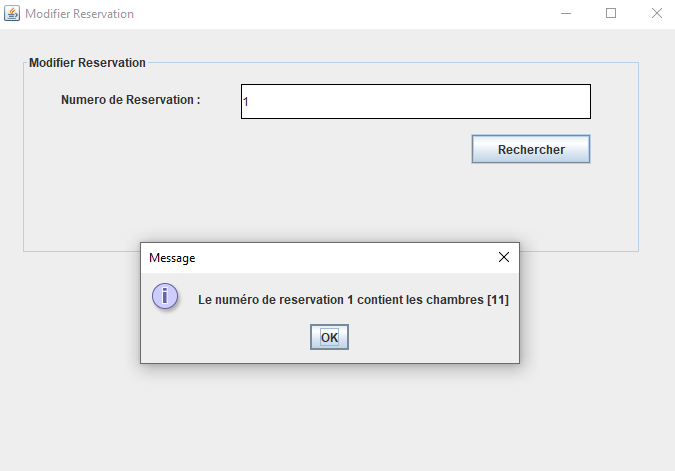 Modifier Reservation
Modifier Reservation
Numero de Reservation :
1
Rechercher
Message
Le numéro de reservation 1 contient les chambres [11]
OK